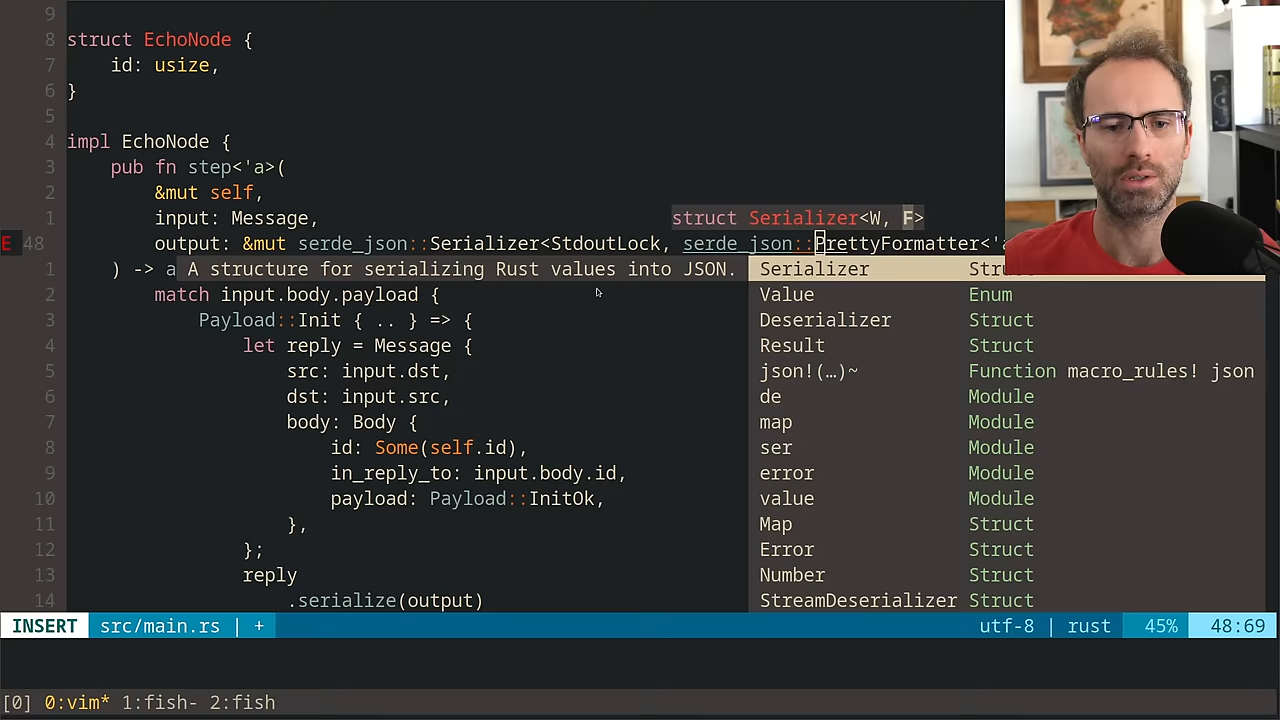 9
8 struct EchoNode {
7 id: usize,
6 }
5
4 impl EchoNode {
3 pub fn step<'a>(
2 &mut self,
1 input: Message, struct Serializer<W, F>
E 48 output: &mut serde_json::Serializer<StdoutLock, serde_json::PrettyFormatter<'a
1 ) -> a A structure for serializing Rust values into JSON. Serializer Struct
2 match input.body.payload { Value Enum
3 Payload::Init { .. } => { Deserializer Struct
4 let reply = Message { Result Struct
5 src: input.dst, json!(…)~ Function macro_rules! json
6 dst: input.src, de Module
7 body: Body { map Module
8 id: Some(self.id), ser Module
9 in_reply_to: input.body.id, error Module
10 payload: Payload::InitOk, value Module
11 }, Map Struct
12 }; Error Struct
13 reply Number Struct
14 .serialize(output) StreamDeserializer Struct
INSERT src/main.rs | + utf-8 | rust 45% 48:69
[0] 0:vim* 1:fish- 2:fish